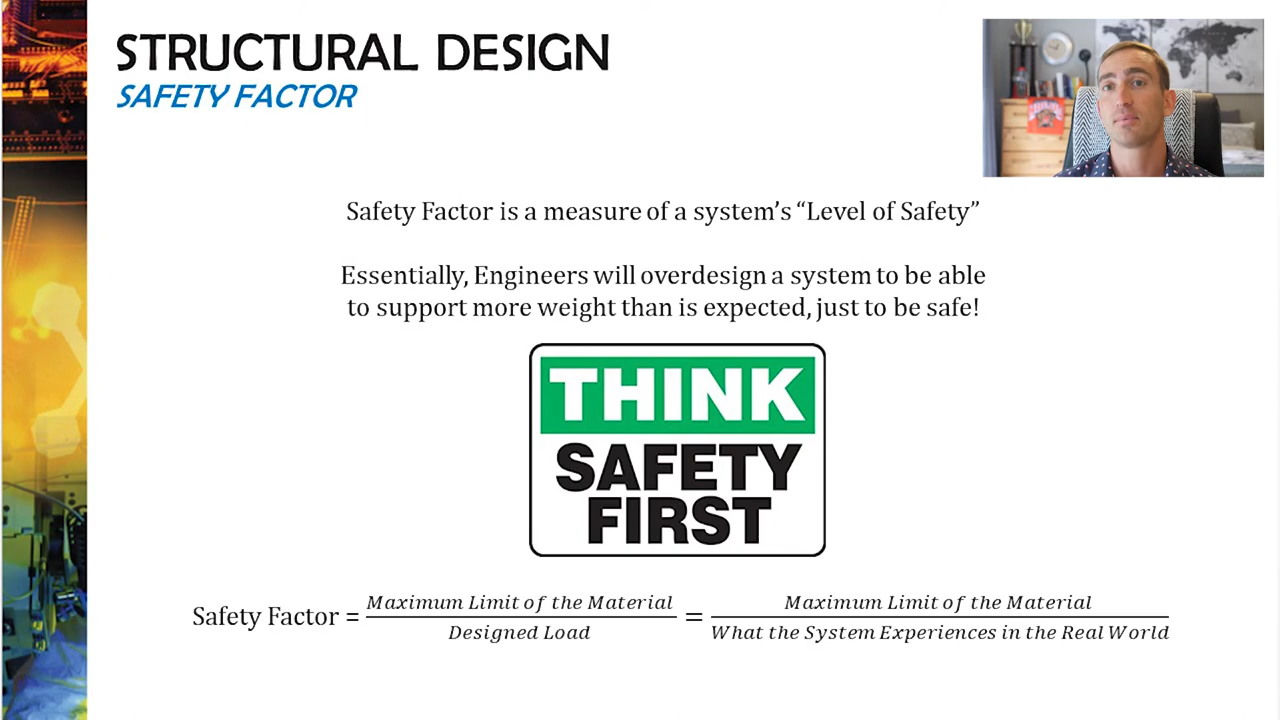 STRUCTURAL DESIGN
SAFETY FACTOR
Safety Factor is a measure of a system’s “Level of Safety”
Essentially, Engineers will overdesign a system to be able
to support more weight than is expected, just to be safe!
THINK
SAFETY
FIRST
Safety Factor = Maximum Limit of the Material / Designed Load = Maximum Limit of the Material / What the System Experiences in the Real World